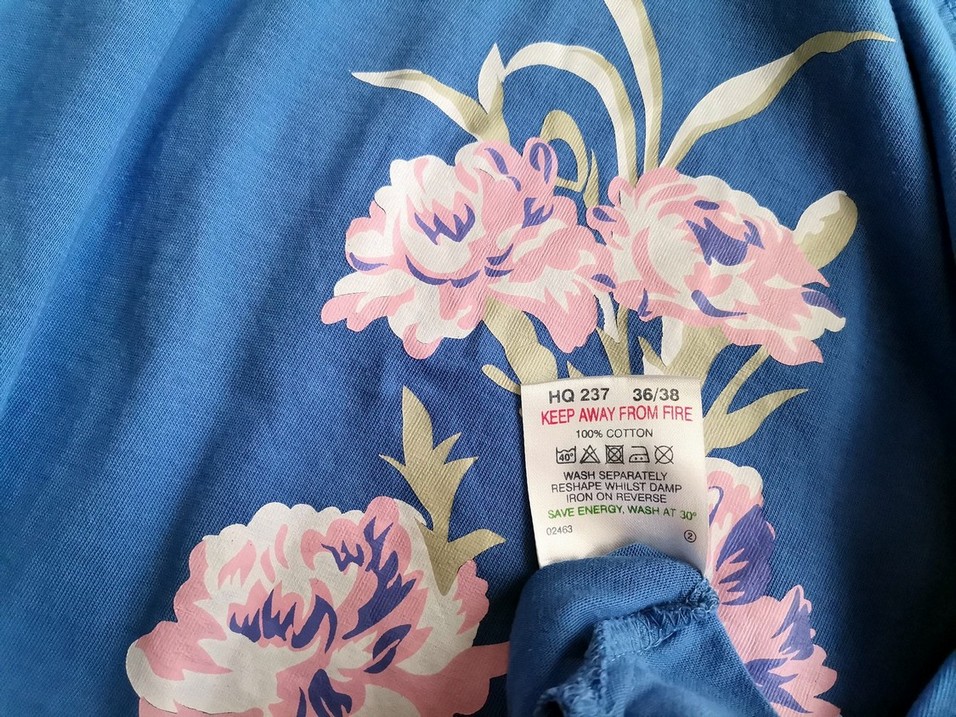 HQ 237 36/38
KEEP AWAY FROM FIRE
100% COTTON
40°
WASH SEPARATELY
RESHAPE WHILST DAMP
IRON ON REVERSE
SAVE ENERGY, WASH AT 30°
02463 2